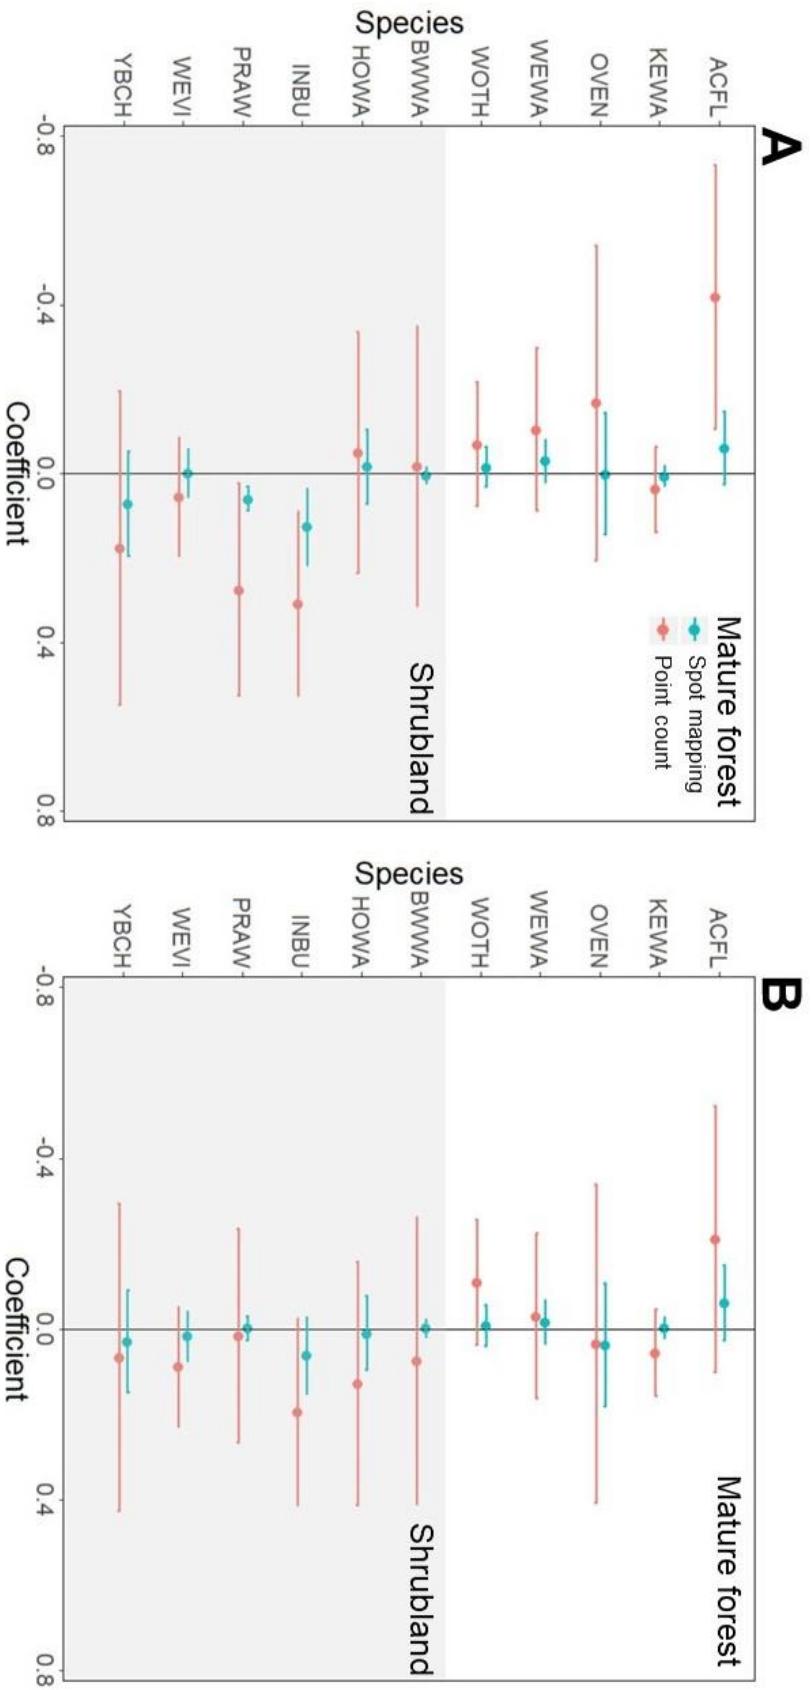 A
Species
ACFL
KEWA
OVEN
WEWA
WOTH
BWWA
HOWA
INBU
PRAW
WEVI
YBCH
Mature forest
Spot mapping
Point count
Shrubland
-0.8
-0.4
0.0
0.4
0.8
Coefficient
B
Species
ACFL
KEWA
OVEN
WEWA
WOTH
BWWA
HOWA
INBU
PRAW
WEVI
YBCH
Mature forest
Shrubland
-0.8
-0.4
0.0
0.4
0.8
Coefficient